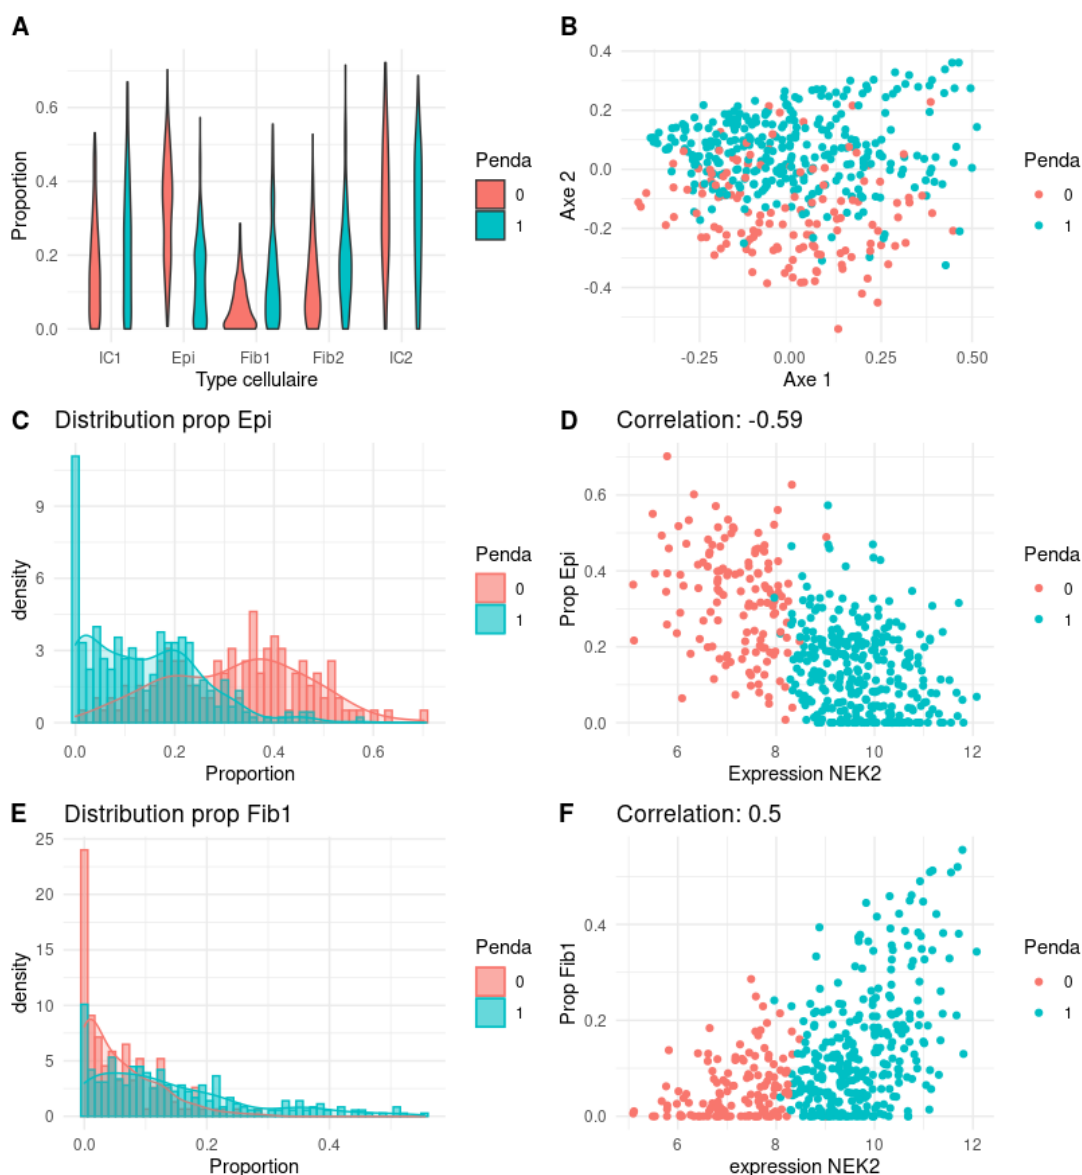 A
Proportion
0.6
0.4
0.2
0.0
IC1 Epi Fib1 Fib2 IC2
Type cellulaire
Penda
0
1
B
Axe 2
0.4
0.2
0.0
-0.2
-0.4
-0.25 0.00 0.25 0.50
Axe 1
Penda
0
1
C Distribution prop Epi
density
9
6
3
0
0.0 0.2 0.4 0.6
Proportion
Penda
0
1
D Correlation: -0.59
Prop Epi
0.6
0.4
0.2
0.0
6 8 10 12
Expression NEK2
Penda
0
1
E Distribution prop Fib1
density
25
20
15
10
5
0
0.0 0.2 0.4
Proportion
Penda
0
1
F Correlation: 0.5
Prop Fib1
0.4
0.2
0.0
6 8 10 12
expression NEK2
Penda
0
1